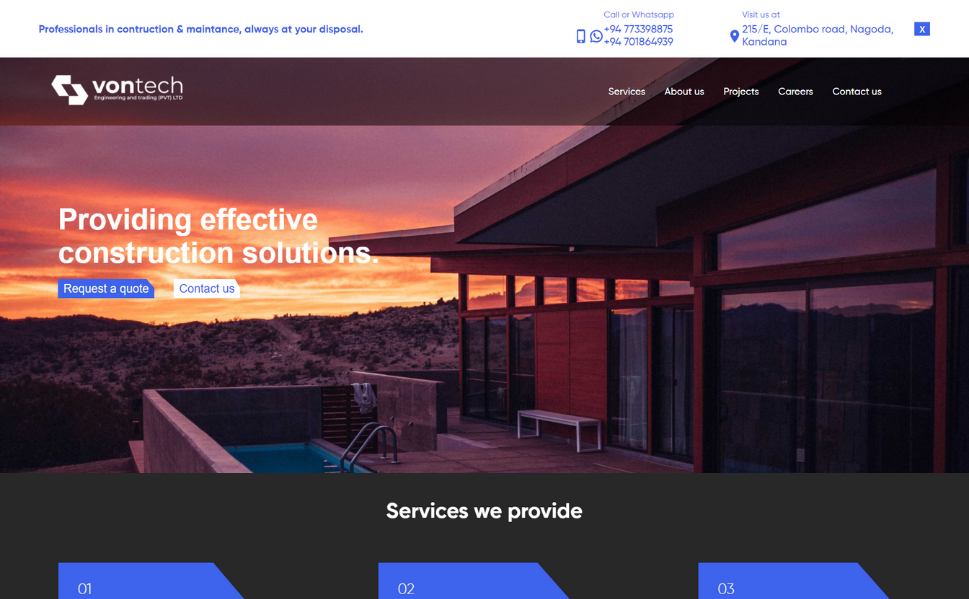 Professionals in contruction & maintance, always at your disposal.
Call or Whatsapp
+94 773398875
+94 701864939
Visit us at
215/E, Colombo road, Nagoda,
Kandana
X
vontech
Engineering and trading (PVT) LTD
Services
About us
Projects
Careers
Contact us
Providing effective
construction solutions.
Request a quote
Contact us
Services we provide
01
02
03